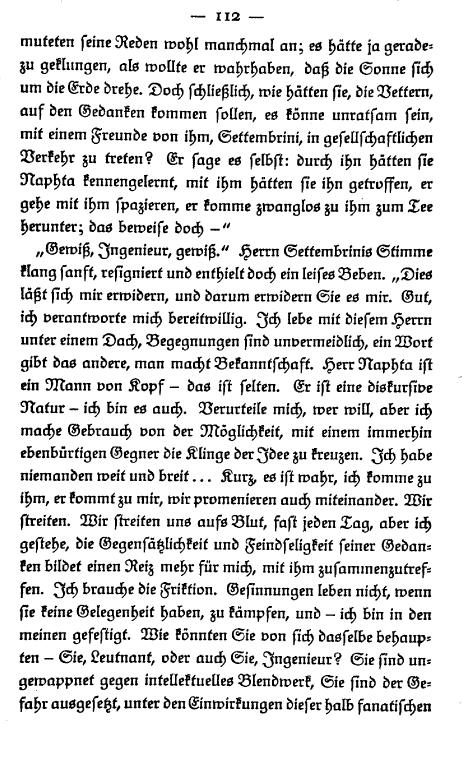 — 112 —
muteten seine Reden wohl manchmal an; es hätte ja gerade-
zu geklungen, als wollte er wahrhaben, daß die Sonne sich
um die Erde drehe. Doch schließlich, wie hätten sie, die Vettern,
auf den Gedanken kommen sollen, es könne unratsam sein,
mit einem Freunde von ihm, Settembrini, in gesellschaftlichen
Verkehr zu treten? Er sage es selbst: durch ihn hätten sie
Naphta kennengelernt, mit ihm hätten sie ihn getroffen, er
gehe mit ihm spazieren, er komme zwanglos zu ihm zum Tee
herunter; das beweise doch –“
„Gewiß, Ingenieur, gewiß.“ Herrn Settembrinis Stimme
klang sanft, resigniert und enthielt doch ein leises Beben. „Dies
läßt sich mir erwidern, und darum erwidern Sie es mir. Gut,
ich verantworte mich bereitwillig. Ich lebe mit diesem Herrn
unter einem Dach, Begegnungen sind unvermeidlich, ein Wort
gibt das andere, man macht Bekanntschaft. Herr Naphta ist
ein Mann von Kopf – das ist selten. Er ist eine diskursive
Natur – ich bin es auch. Verurteile mich, wer will, aber ich
mache Gebrauch von der Möglichkeit, mit einem immerhin
ebenbürtigen Gegner die Klinge der Idee zu kreuzen. Ich habe
niemanden weit und breit ... Kurz, es ist wahr, ich komme zu
ihm, er kommt zu mir, wir promenieren auch miteinander. Wir
streiten. Wir streiten uns aufs Blut, fast jeden Tag, aber ich
gestehe, die Gegensätzlichkeit und Feindseligkeit seiner Gedan-
ken bildet einen Reiz mehr für mich, mit ihm zusammenzutref-
fen. Ich brauche die Friktion. Gesinnungen leben nicht, wenn
sie keine Gelegenheit haben, zu kämpfen, und – ich bin in den
meinen gefestigt. Wie könnten Sie von sich dasselbe behaup-
ten – Sie, Leutnant, oder auch Sie, Ingenieur? Sie sind un-
gewappnet gegen intellektuelles Blendwerk, Sie sind der Ge-
fahr ausgesetzt, unter den Einwirkungen dieser halb fanatischen